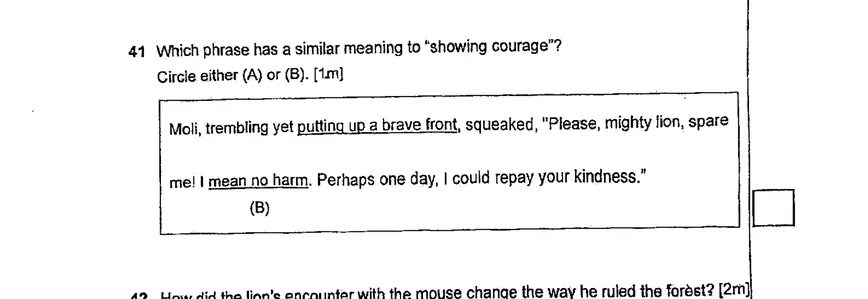 41 Which phrase has a similar meaning to "showing courage"?
Circle either (A) or (B). [1m]
Moli, trembling yet putting up a brave front, squeaked, "Please, mighty lion, spare
me! I mean no harm. Perhaps one day, I could repay your kindness."
(B)
42 How did the lion's encounter with the mouse change the way he ruled the forest? [2m]